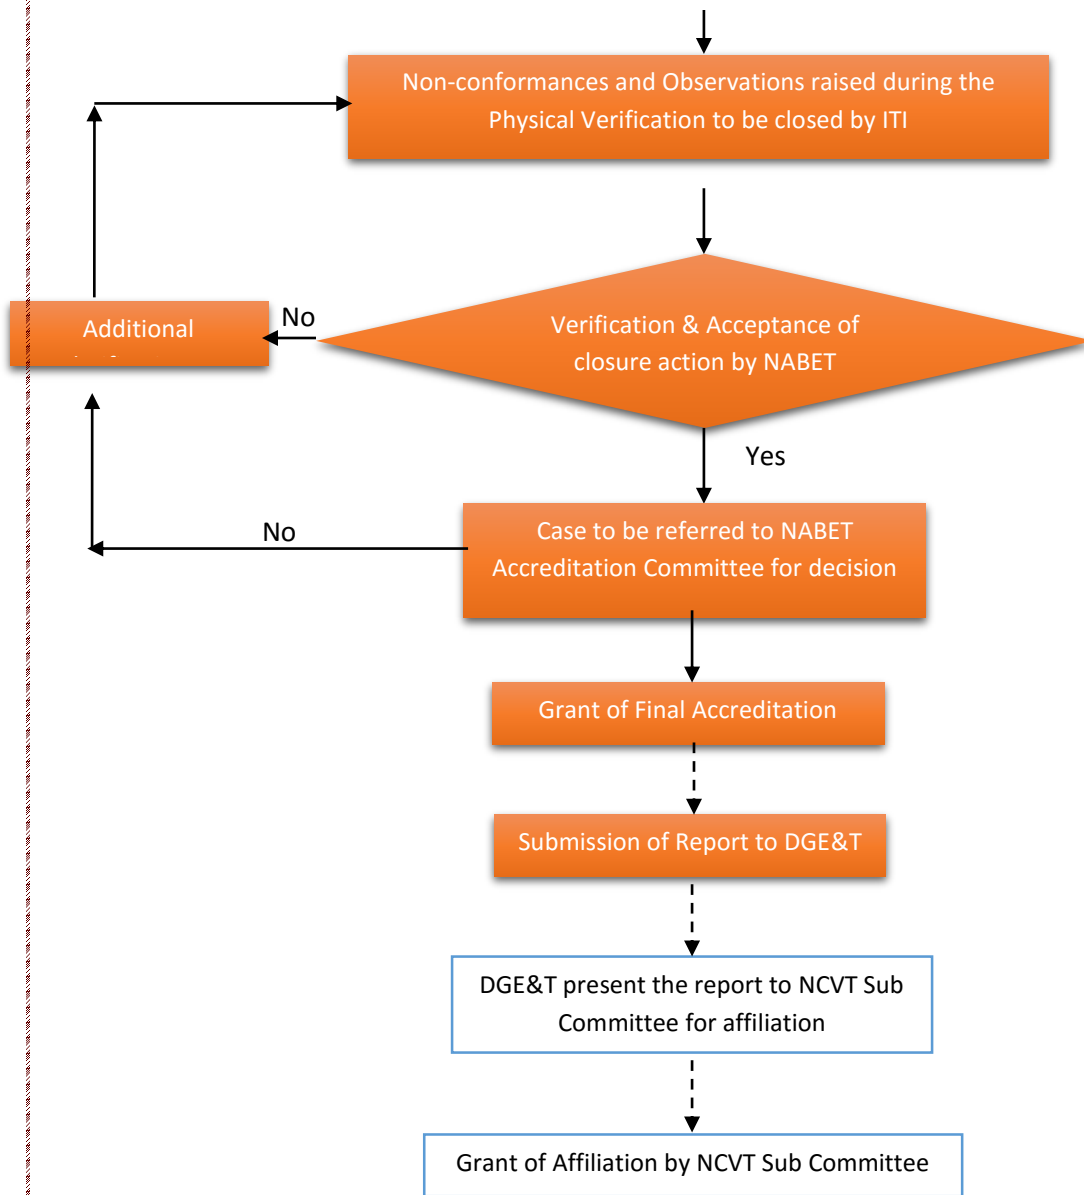 Non-conformances and Observations raised during the
Physical Verification to be closed by ITI
Additional
No
Verification & Acceptance of
closure action by NABET
Yes
No
Case to be referred to NABET
Accreditation Committee for decision
Grant of Final Accreditation
Submission of Report to DGE&T
DGE&T present the report to NCVT Sub
Committee for affiliation
Grant of Affiliation by NCVT Sub Committee